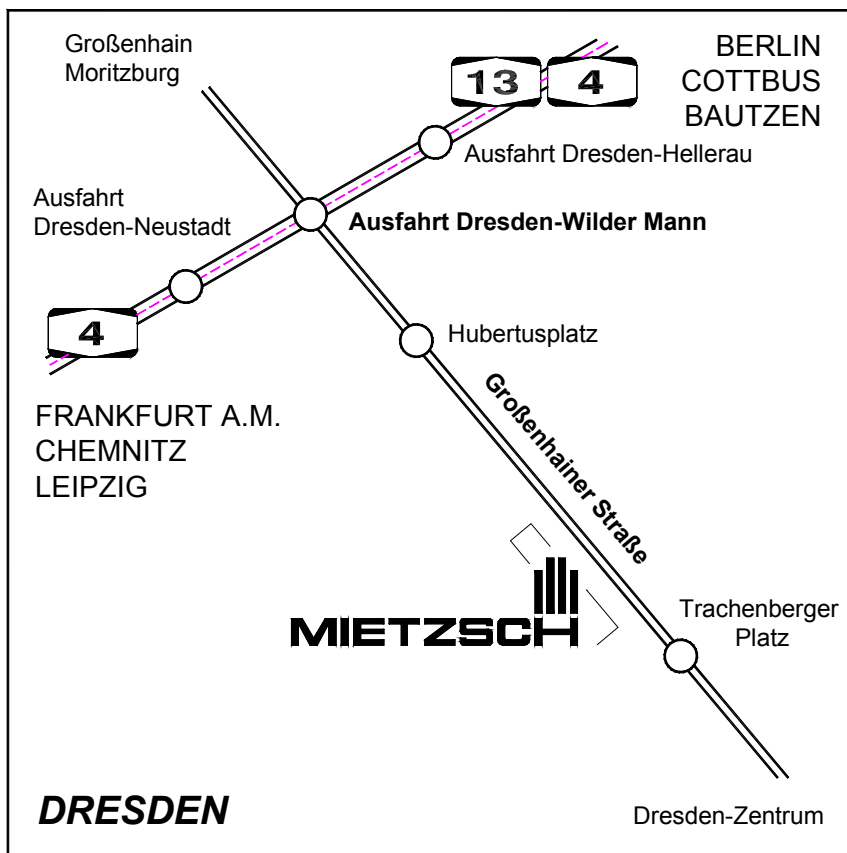 Großenhain
Moritzburg
13
4
BERLIN
COTTBUS
BAUTZEN
Ausfahrt Dresden-Hellerau
Ausfahrt
Dresden-Neustadt
Ausfahrt Dresden-Wilder Mann
4
Hubertusplatz
FRANKFURT A.M.
CHEMNITZ
LEIPZIG
Großenhainer Straße
MIETZSCH
Trachenberger
Platz
DRESDEN
Dresden-Zentrum